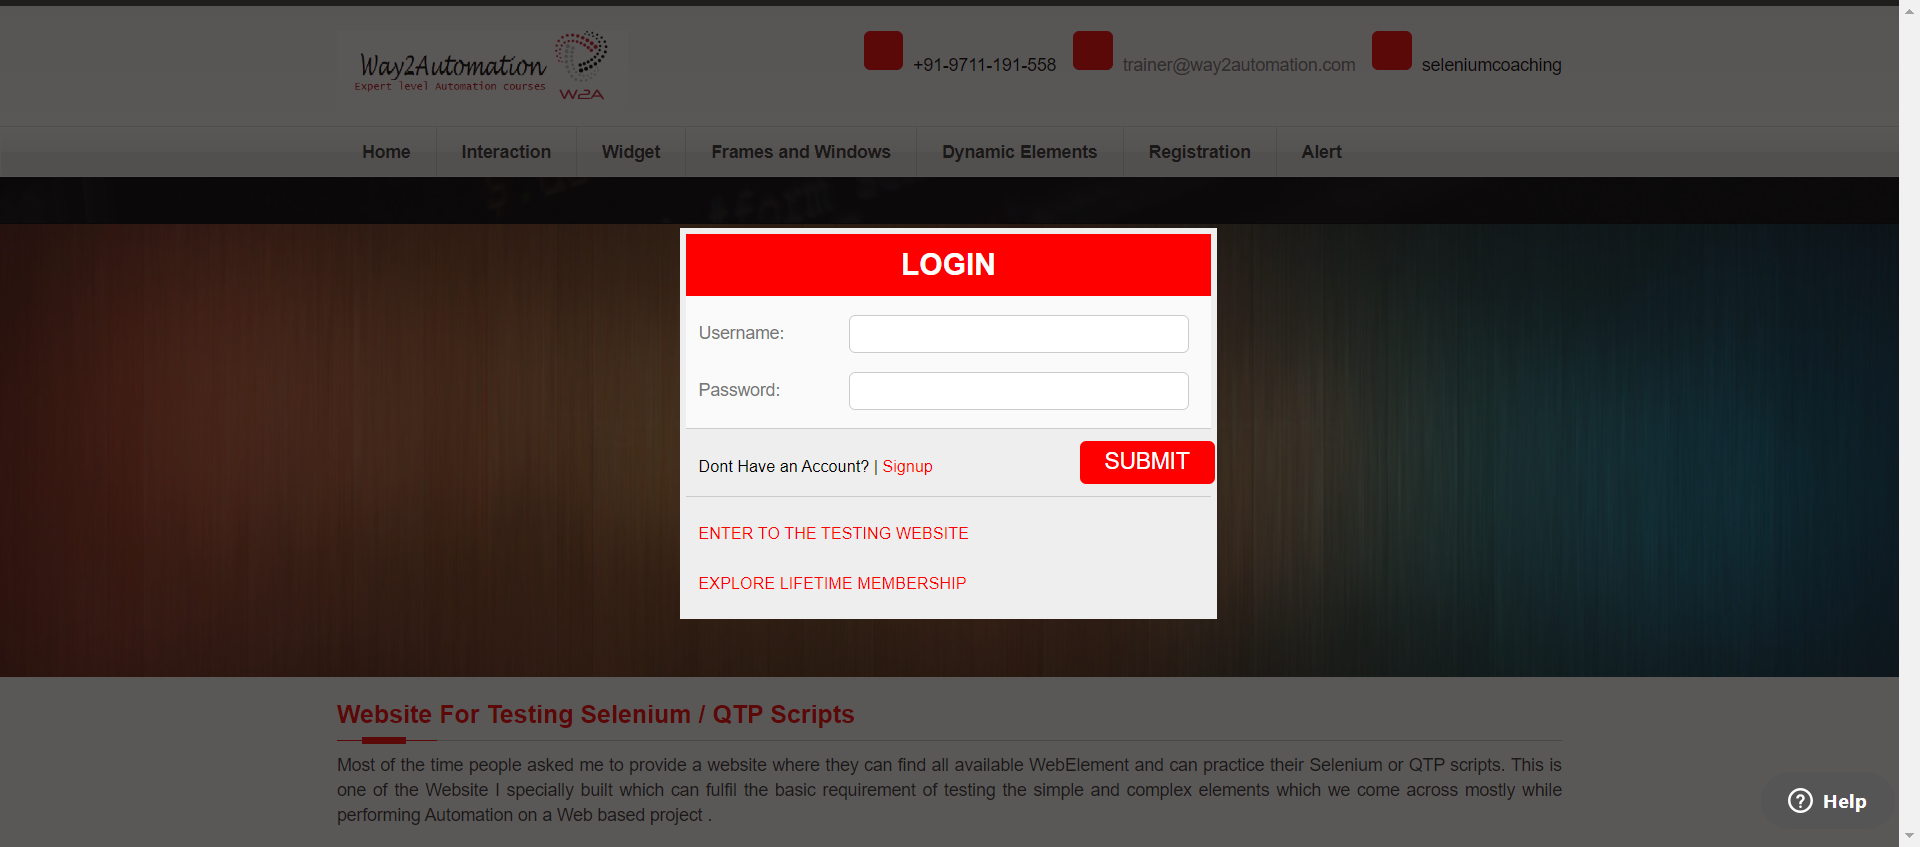 Way2Automation
Expert level Automation courses
W2A
+91-9711-191-558
trainer@way2automation.com
seleniumcoaching
Home
Interaction
Widget
Frames and Windows
Dynamic Elements
Registration
Alert
LOGIN
Username:
Password:
Dont Have an Account? | Signup
SUBMIT
ENTER TO THE TESTING WEBSITE
EXPLORE LIFETIME MEMBERSHIP
Website For Testing Selenium / QTP Scripts
Most of the time people asked me to provide a website where they can find all available WebElement and can practice their Selenium or QTP scripts. This is
one of the Website I specially built which can fulfil the basic requirement of testing the simple and complex elements which we come across mostly while
performing Automation on a Web based project .
Help